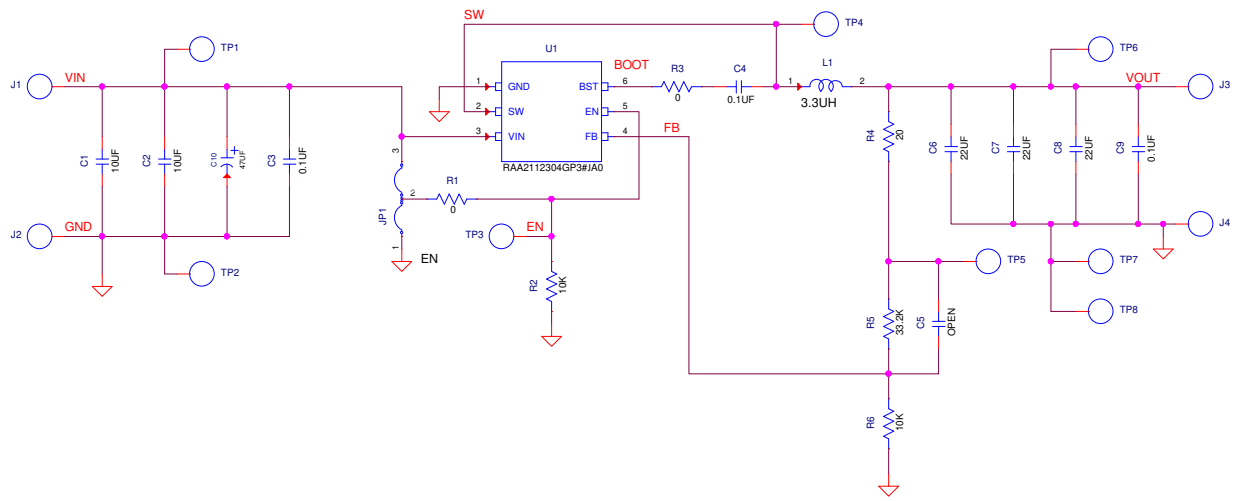 SW
TP4
TP1
U1
TP6
BOOT
R3
C4
L1
J1
VIN
1
GND
BST
6
0
0.1UF
1
2
3.3UH
VOUT
J3
2
SW
EN
5
3
VIN
FB
4
FB
R4
20
RAA2112304GP3#JA0
C1
10UF
C2
10UF
C10
47UF
+
C3
0.1UF
C6
22UF
C7
22UF
C8
22UF
C9
0.1UF
3
2
JP1
1
R1
0
J2
GND
TP3
EN
EN
J4
TP2
R2
10K
TP5
TP7
TP8
R5
33.2K
C5
OPEN
R6
10K